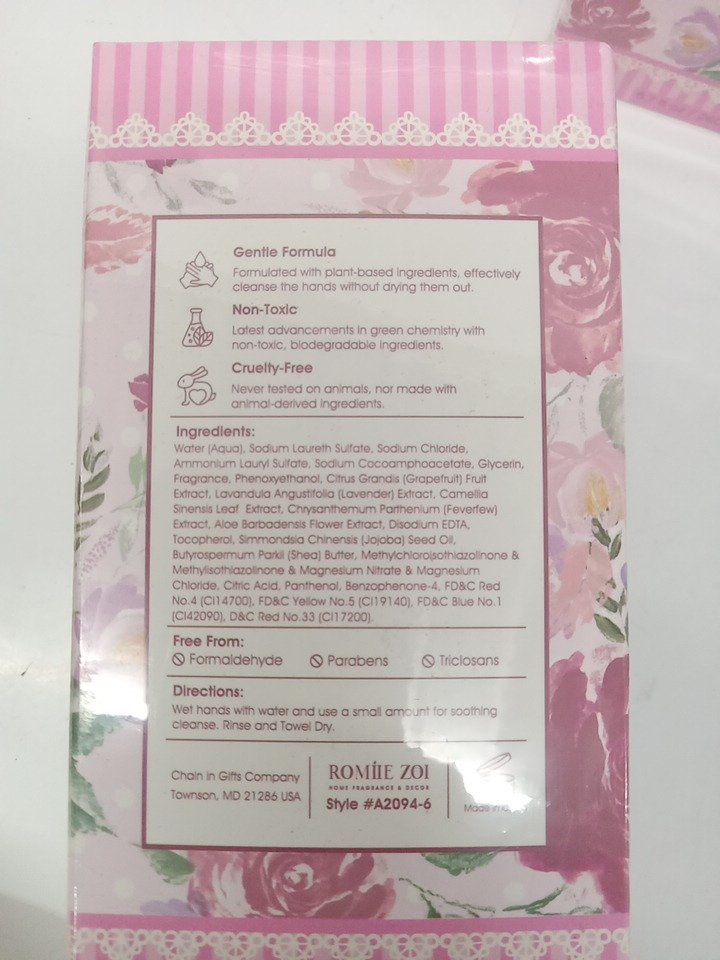 Gentle Formula
Formulated with plant-based ingredients, effectively
cleanse the hands without drying them out.
Non-Toxic
Latest advancements in green chemistry with
non-toxic, biodegradable ingredients.
Cruelty-Free
Never tested on animals, nor made with
animal-derived ingredients.
Ingredients:
Water (Aqua), Sodium Laureth Sulfate, Sodium Chloride,
Ammonium Lauryl Sulfate, Sodium Cocoamphoacetate, Glycerin,
Fragrance, Phenoxyethanol, Citrus Grandis (Grapefruit) Fruit
Extract, Lavandula Angustifolia (Lavender) Extract, Camellia
Sinensis Leaf Extract, Chrysanthemum Parthenium (Feverfew)
Extract, Aloe Barbadensis Flower Extract, Disodium EDTA,
Tocopherol, Simmondsia Chinensis (Jojoba) Seed Oil,
Butyrospermum Parkii (Shea) Butter, Methylchloroisothiazolinone &
Methylisothiazolinone & Magnesium Nitrate & Magnesium
Chloride, Citric Acid, Panthenol, Benzophenone-4, FD&C Red
No.4 (CI14700), FD&C Yellow No.5 (CI19140), FD&C Blue No.1
(CI42090), D&C Red No.33 (CI17200).
Free From:
Formaldehyde Parabens Triclosans
Directions:
Wet hands with water and use a small amount for soothing
cleanse. Rinse and Towel Dry.
Chain in Gifts Company
Townson, MD 21286 USA
ROMIIE ZOI
HOME FRAGRANCE & DECOR
Style #A2094-6
Made in